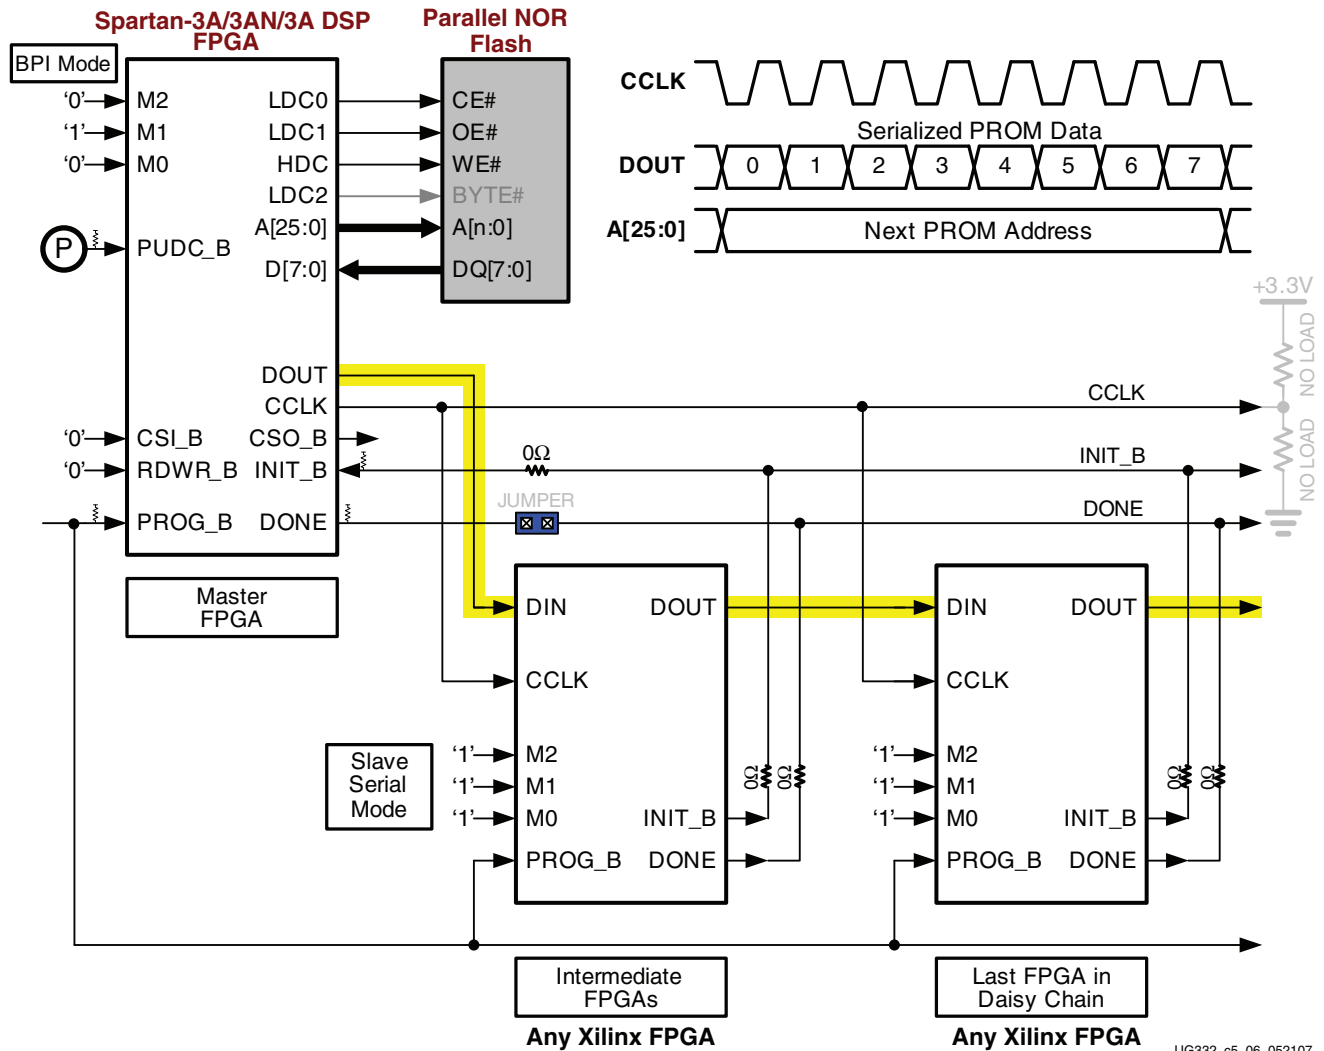 Spartan-3A/3AN/3A DSP
FPGA
Parallel NOR
Flash
BPI Mode
'0'
M2
LDC0
CE#
'1'
M1
LDC1
OE#
'0'
M0
HDC
WE#
LDC2
BYTE#
A[25:0]
A[n:0]
P
PUDC_B
D[7:0]
DQ[7:0]
CCLK
Serialized PROM Data
DOUT
0 1 2 3 4 5 6 7
A[25:0]
Next PROM Address
+3.3V
NO LOAD
NO LOAD
DOUT
CCLK
CCLK
'0'
CSI_B
CSO_B
'0'
RDWR_B
INIT_B
0Ω
INIT_B
JUMPER
PROG_B
DONE
DONE
Master
FPGA
DIN
DOUT
DIN
DOUT
CCLK
CCLK
Slave
Serial
Mode
'1'
M2
'1'
M1
'1'
M0
INIT_B
PROG_B
DONE
0Ω
0Ω
'1'
M2
'1'
M1
'1'
M0
INIT_B
PROG_B
DONE
0Ω
0Ω
Intermediate
FPGAs
Last FPGA in
Daisy Chain
Any Xilinx FPGA
Any Xilinx FPGA
UG332_c5_06_052107